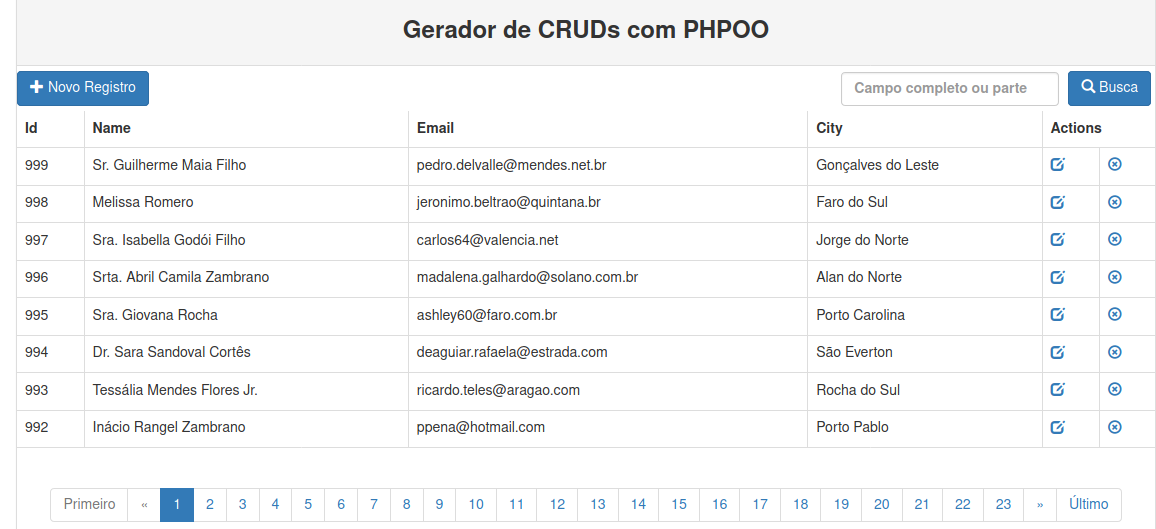 Gerador de CRUDs com PHPOO
Novo Registro Campo completo ou parte Busca
Id Name Email City Actions
999 Sr. Guilherme Maia Filho pedro.delvalle@mendes.net.br Gonçalves do Leste
998 Melissa Romero jeronimo.beltrao@quintana.br Faro do Sul
997 Sra. Isabella Godói Filho carlos64@valencia.net Jorge do Norte
996 Srta. Abril Camila Zambrano madalena.galhardo@solano.com.br Alan do Norte
995 Sra. Giovana Rocha ashley60@faro.com.br Porto Carolina
994 Dr. Sara Sandoval Cortês deaguiar.rafaela@estrada.com São Everton
993 Tessália Mendes Flores Jr. ricardo.teles@aragao.com Rocha do Sul
992 Inácio Rangel Zambrano ppena@hotmail.com Porto Pablo
Primeiro « 1 2 3 4 5 6 7 8 9 10 11 12 13 14 15 16 17 18 19 20 21 22 23 » Último